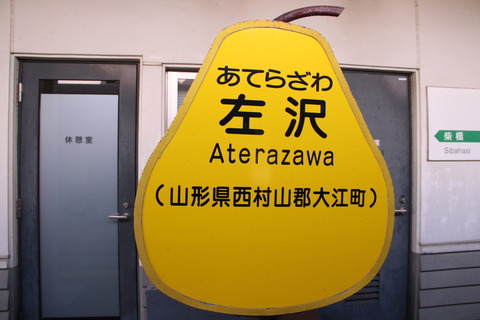 あてらざわ
左沢
Aterazawa
(山形県西村山郡大江町)
休憩室
柴橋
Sibahasi